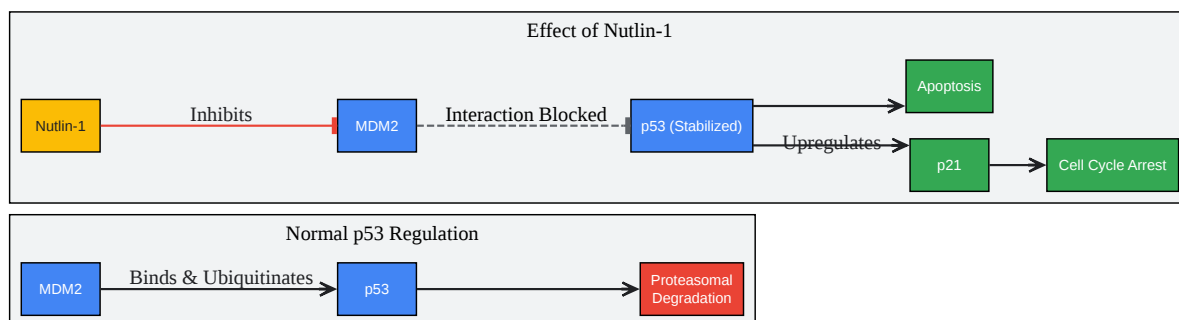 Effect of Nutlin-1
Apoptosis
Nutlin-1
Inhibits
MDM2
Interaction Blocked
p53 (Stabilized)
Upregulates
p21
Cell Cycle Arrest
Normal p53 Regulation
MDM2
Binds & Ubiquitinates
p53
Proteasomal
Degradation